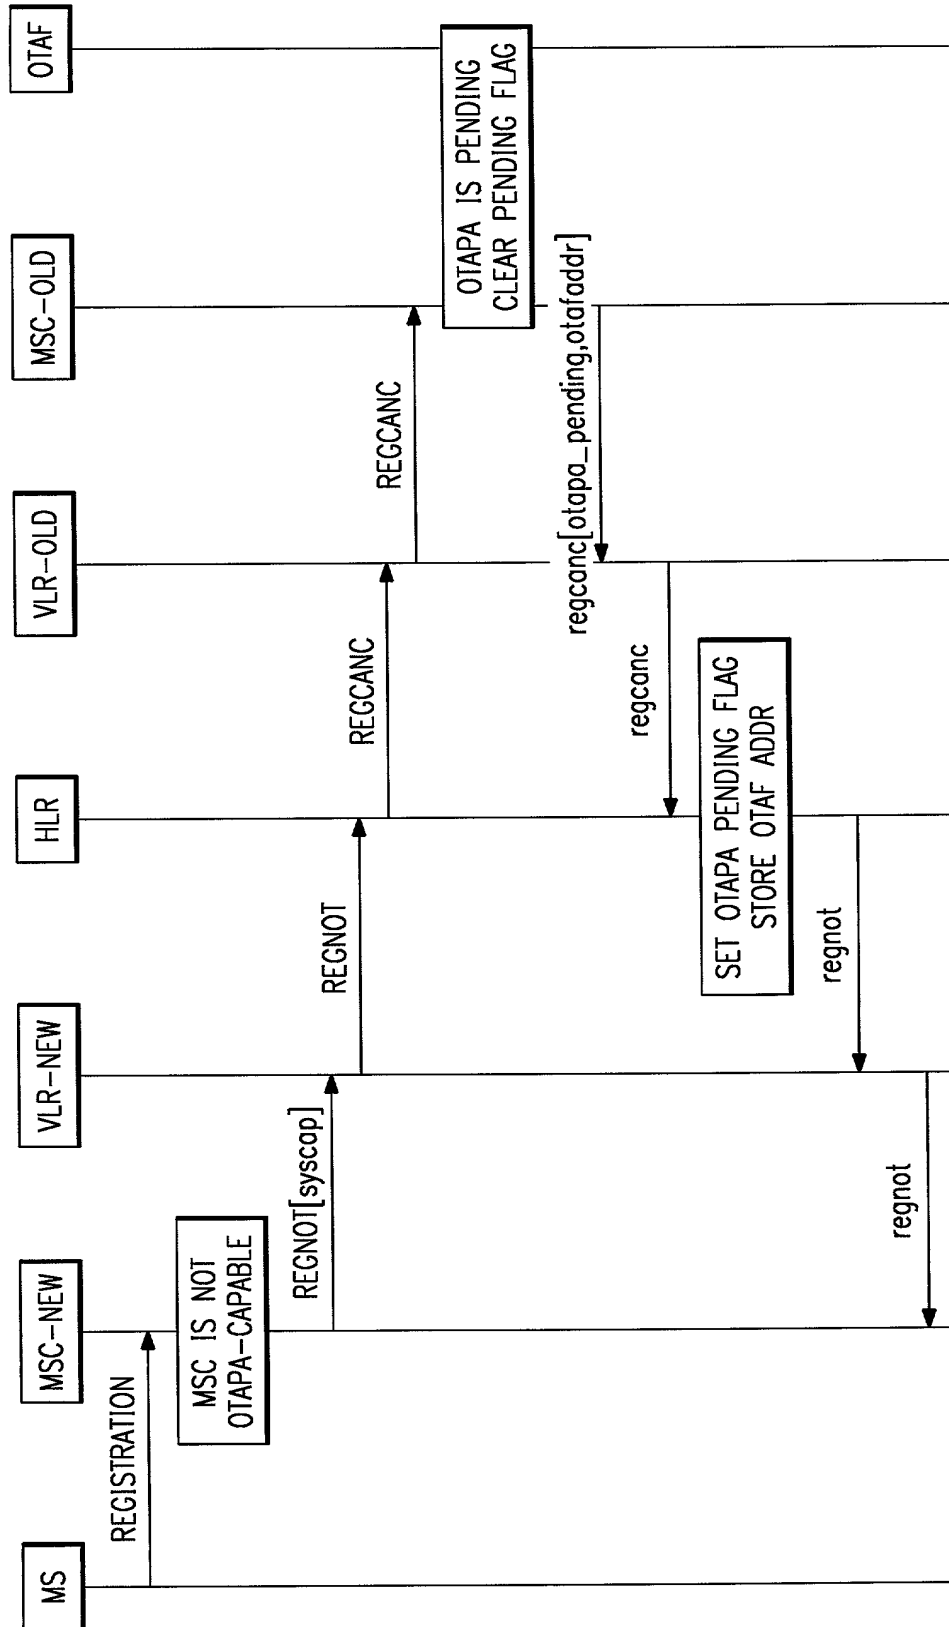 MS
MSC-NEW
VLR-NEW
HLR
VLR-OLD
MSC-OLD
OTAF
REGISTRATION
MSC IS NOT
OTAPA-CAPABLE
REGNOT[syscap]
REGNOT
REGCANC
REGCANC
OTAPA IS PENDING
CLEAR PENDING FLAG
regcanc[otapa_pending,otafaddr]
regcanc
SET OTAPA PENDING FLAG
STORE OTAF ADDR
regnot
regnot